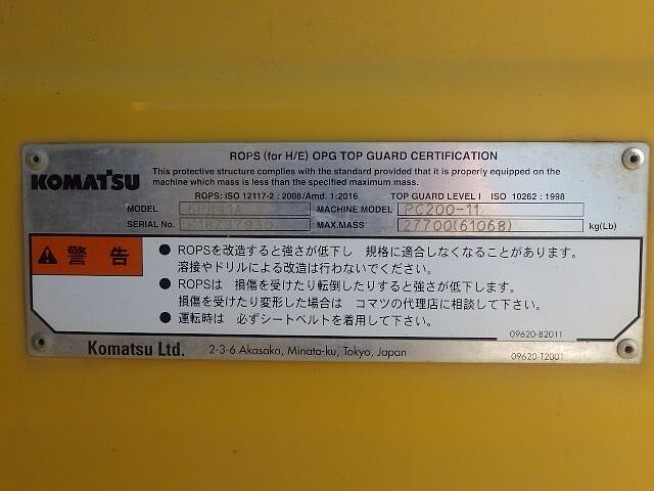 ROPS (for H/E) OPG TOP GUARD CERTIFICATION
KOMATSU
This protective structure complies with the standard provided that it is properly equipped on the
machine which mass is less than the specified maximum mass.
ROPS: ISO 12117-2 : 2008/Amd. 1:2016 TOP GUARD LEVEL I ISO 10262 : 1998
MODEL MACHINE MODEL PC200-11
SERIAL No. MAX.MASS 27700(61068) kg(Lb)
警告
● ROPSを改造すると強さが低下し 規格に適合しなくなることがあります。
溶接やドリルによる改造は行わないでください。
● ROPSは 損傷を受けたり転倒したりすると強さが低下します。
損傷を受けたり変形した場合は コマツの代理店に相談して下さい。
● 運転時は 必ずシートベルトを着用して下さい。
09620-B2011
Komatsu Ltd. 2-3-6 Akasaka, Minato-ku, Tokyo, Japan
09620-T2001